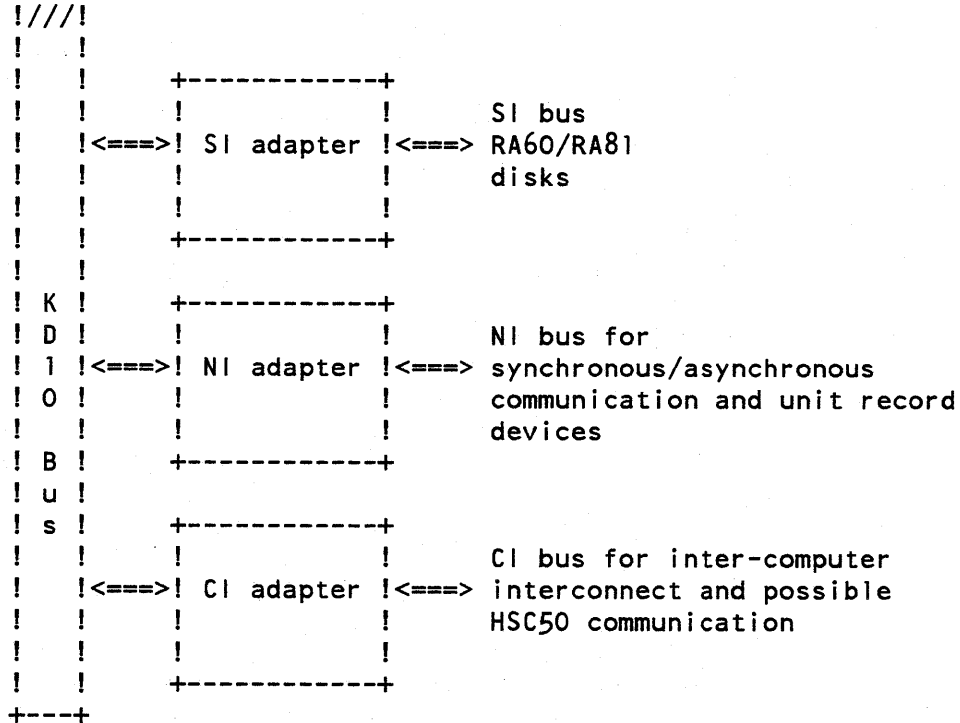 !///!
!   !
!   !     +------------+
!   !     !            !      SI bus
!   !<===>! SI adapter !<===> RA60/RA81
!   !     !            !      disks
!   !     !            !
!   !     +------------+
!   !
! K !     +------------+
! D !     !            !      NI bus for
! 1 !<===>! NI adapter !<===> synchronous/asynchronous
! 0 !     !            !      communication and unit record
!   !     !            !      devices
! B !     +------------+
! u !
! s !     +------------+
!   !     !            !      CI bus for inter-computer
!   !<===>! CI adapter !<===> interconnect and possible
!   !     !            !      HSC50 communication
!   !     !            !
!   !     +------------+
+----+